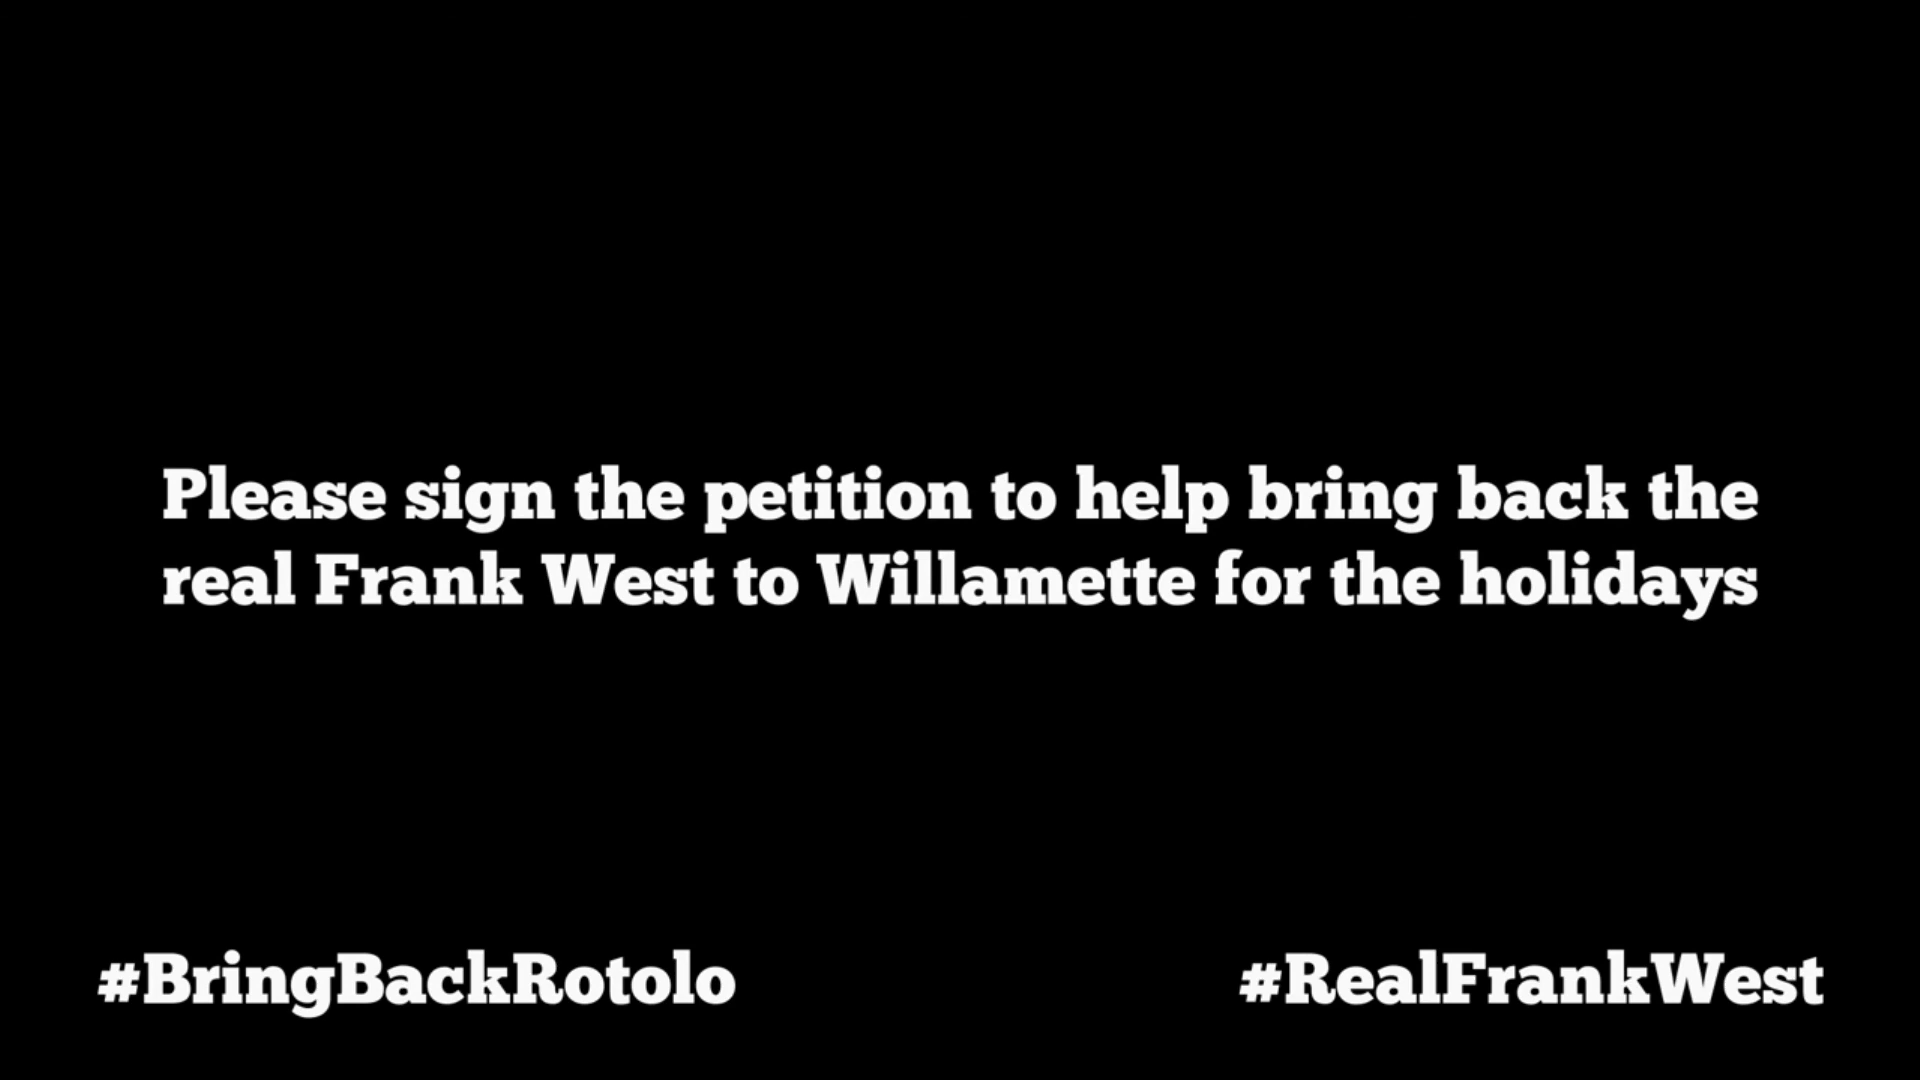 Please sign the petition to help bring back the
real Frank West to Willamette for the holidays
#BringBackRotolo
#RealFrankWest